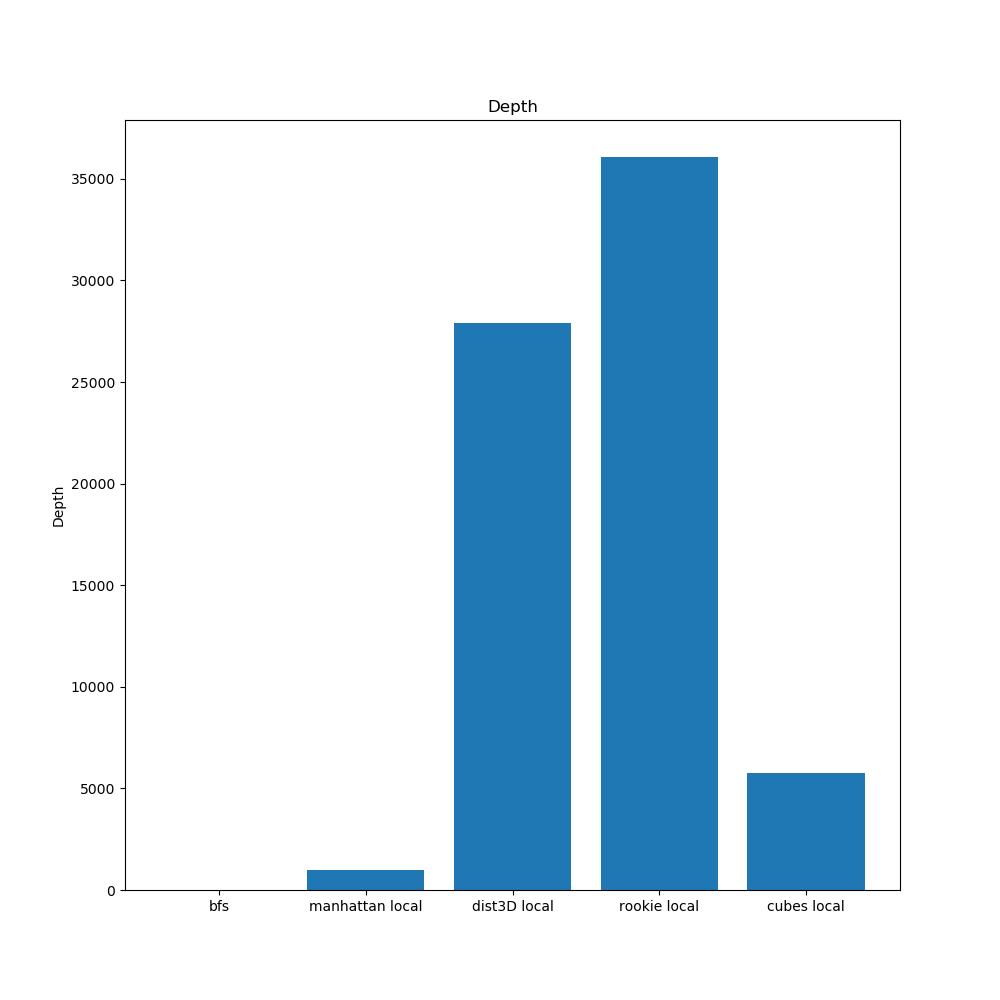 Depth
35000
30000
25000
20000
15000
10000
5000
0
Depth
bfs
manhattan local
dist3D local
rookie local
cubes local